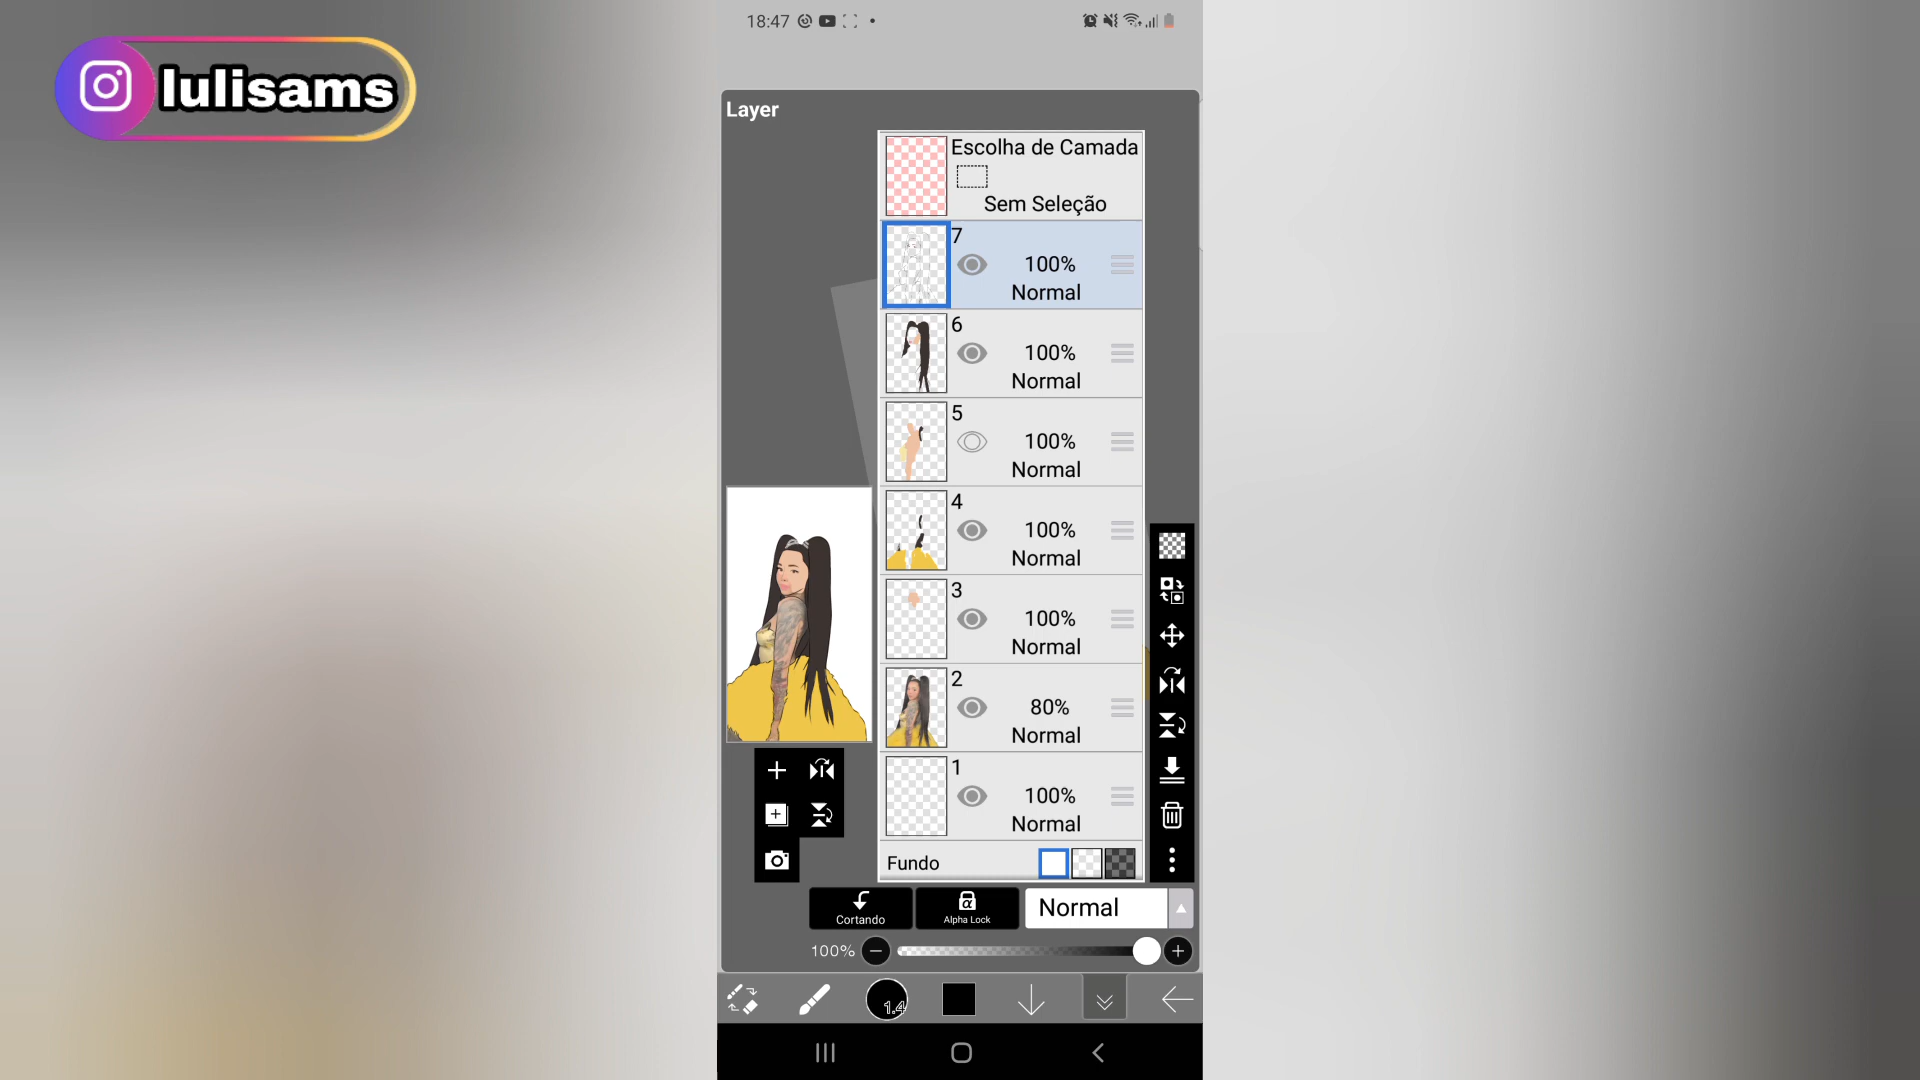 lulisams
18:47
Layer
Escolha de Camada
Sem Seleção
7
100%
Normal
6
100%
Normal
5
100%
Normal
4
100%
Normal
3
100%
Normal
2
80%
Normal
1
100%
Normal
Fundo
Cortando
α
Alpha Lock
Normal
100%
1.4